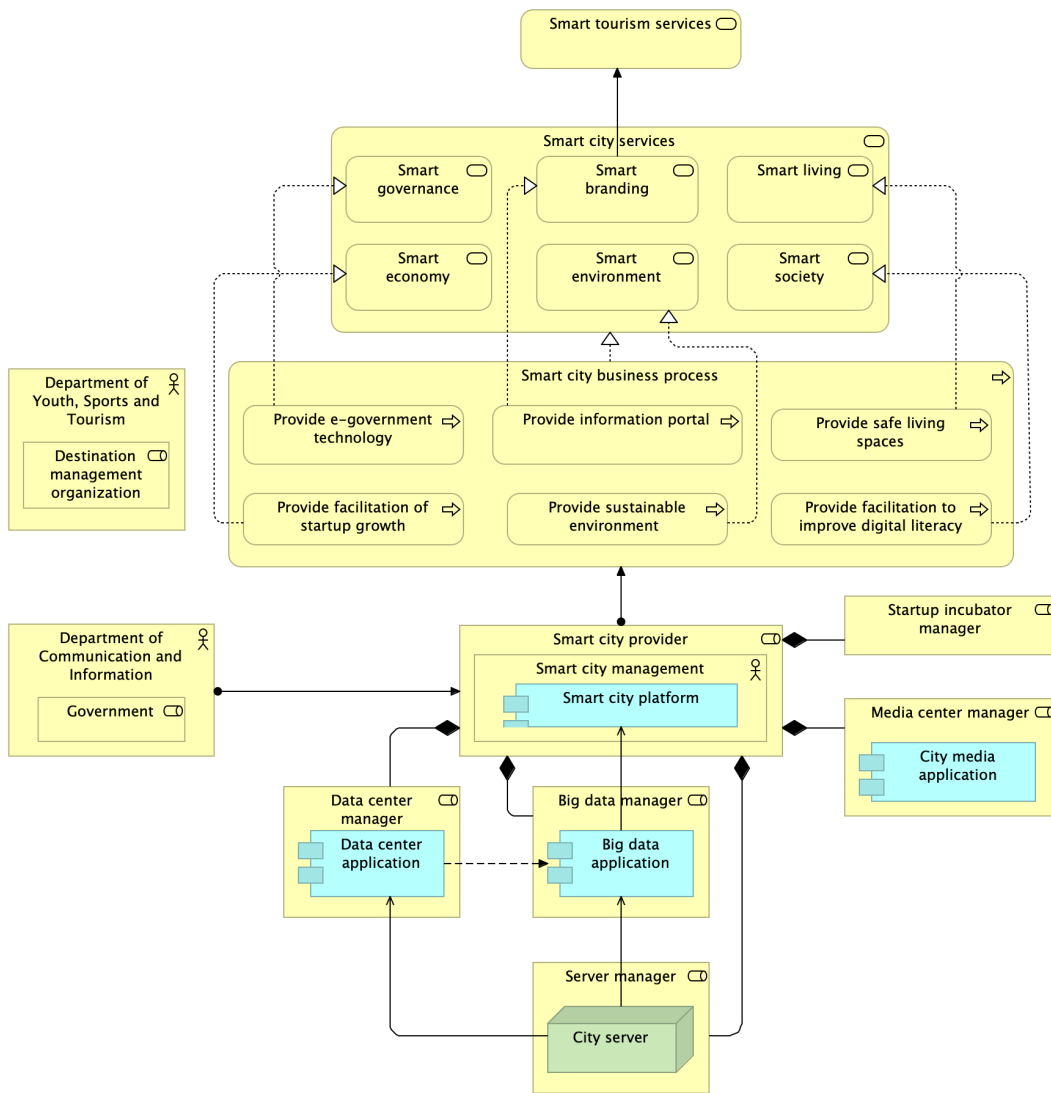 Smart tourism services
Smart city services
Smart
governance
Smart
branding
Smart living
Smart
economy
Smart
environment
Smart
society
Smart city business process
Provide e-government
technology
Provide information portal
Provide safe living
spaces
Provide facilitation of
startup growth
Provide sustainable
environment
Provide facilitation to
improve digital literacy
Department of
Youth, Sports and
Tourism
Destination
management
organization
Department of
Communication and
Information
Government
Smart city provider
Smart city management
Smart city platform
Startup incubator
manager
Media center manager
City media
application
Data center
manager
Data center
application
Big data manager
Big data
application
Server manager
City server